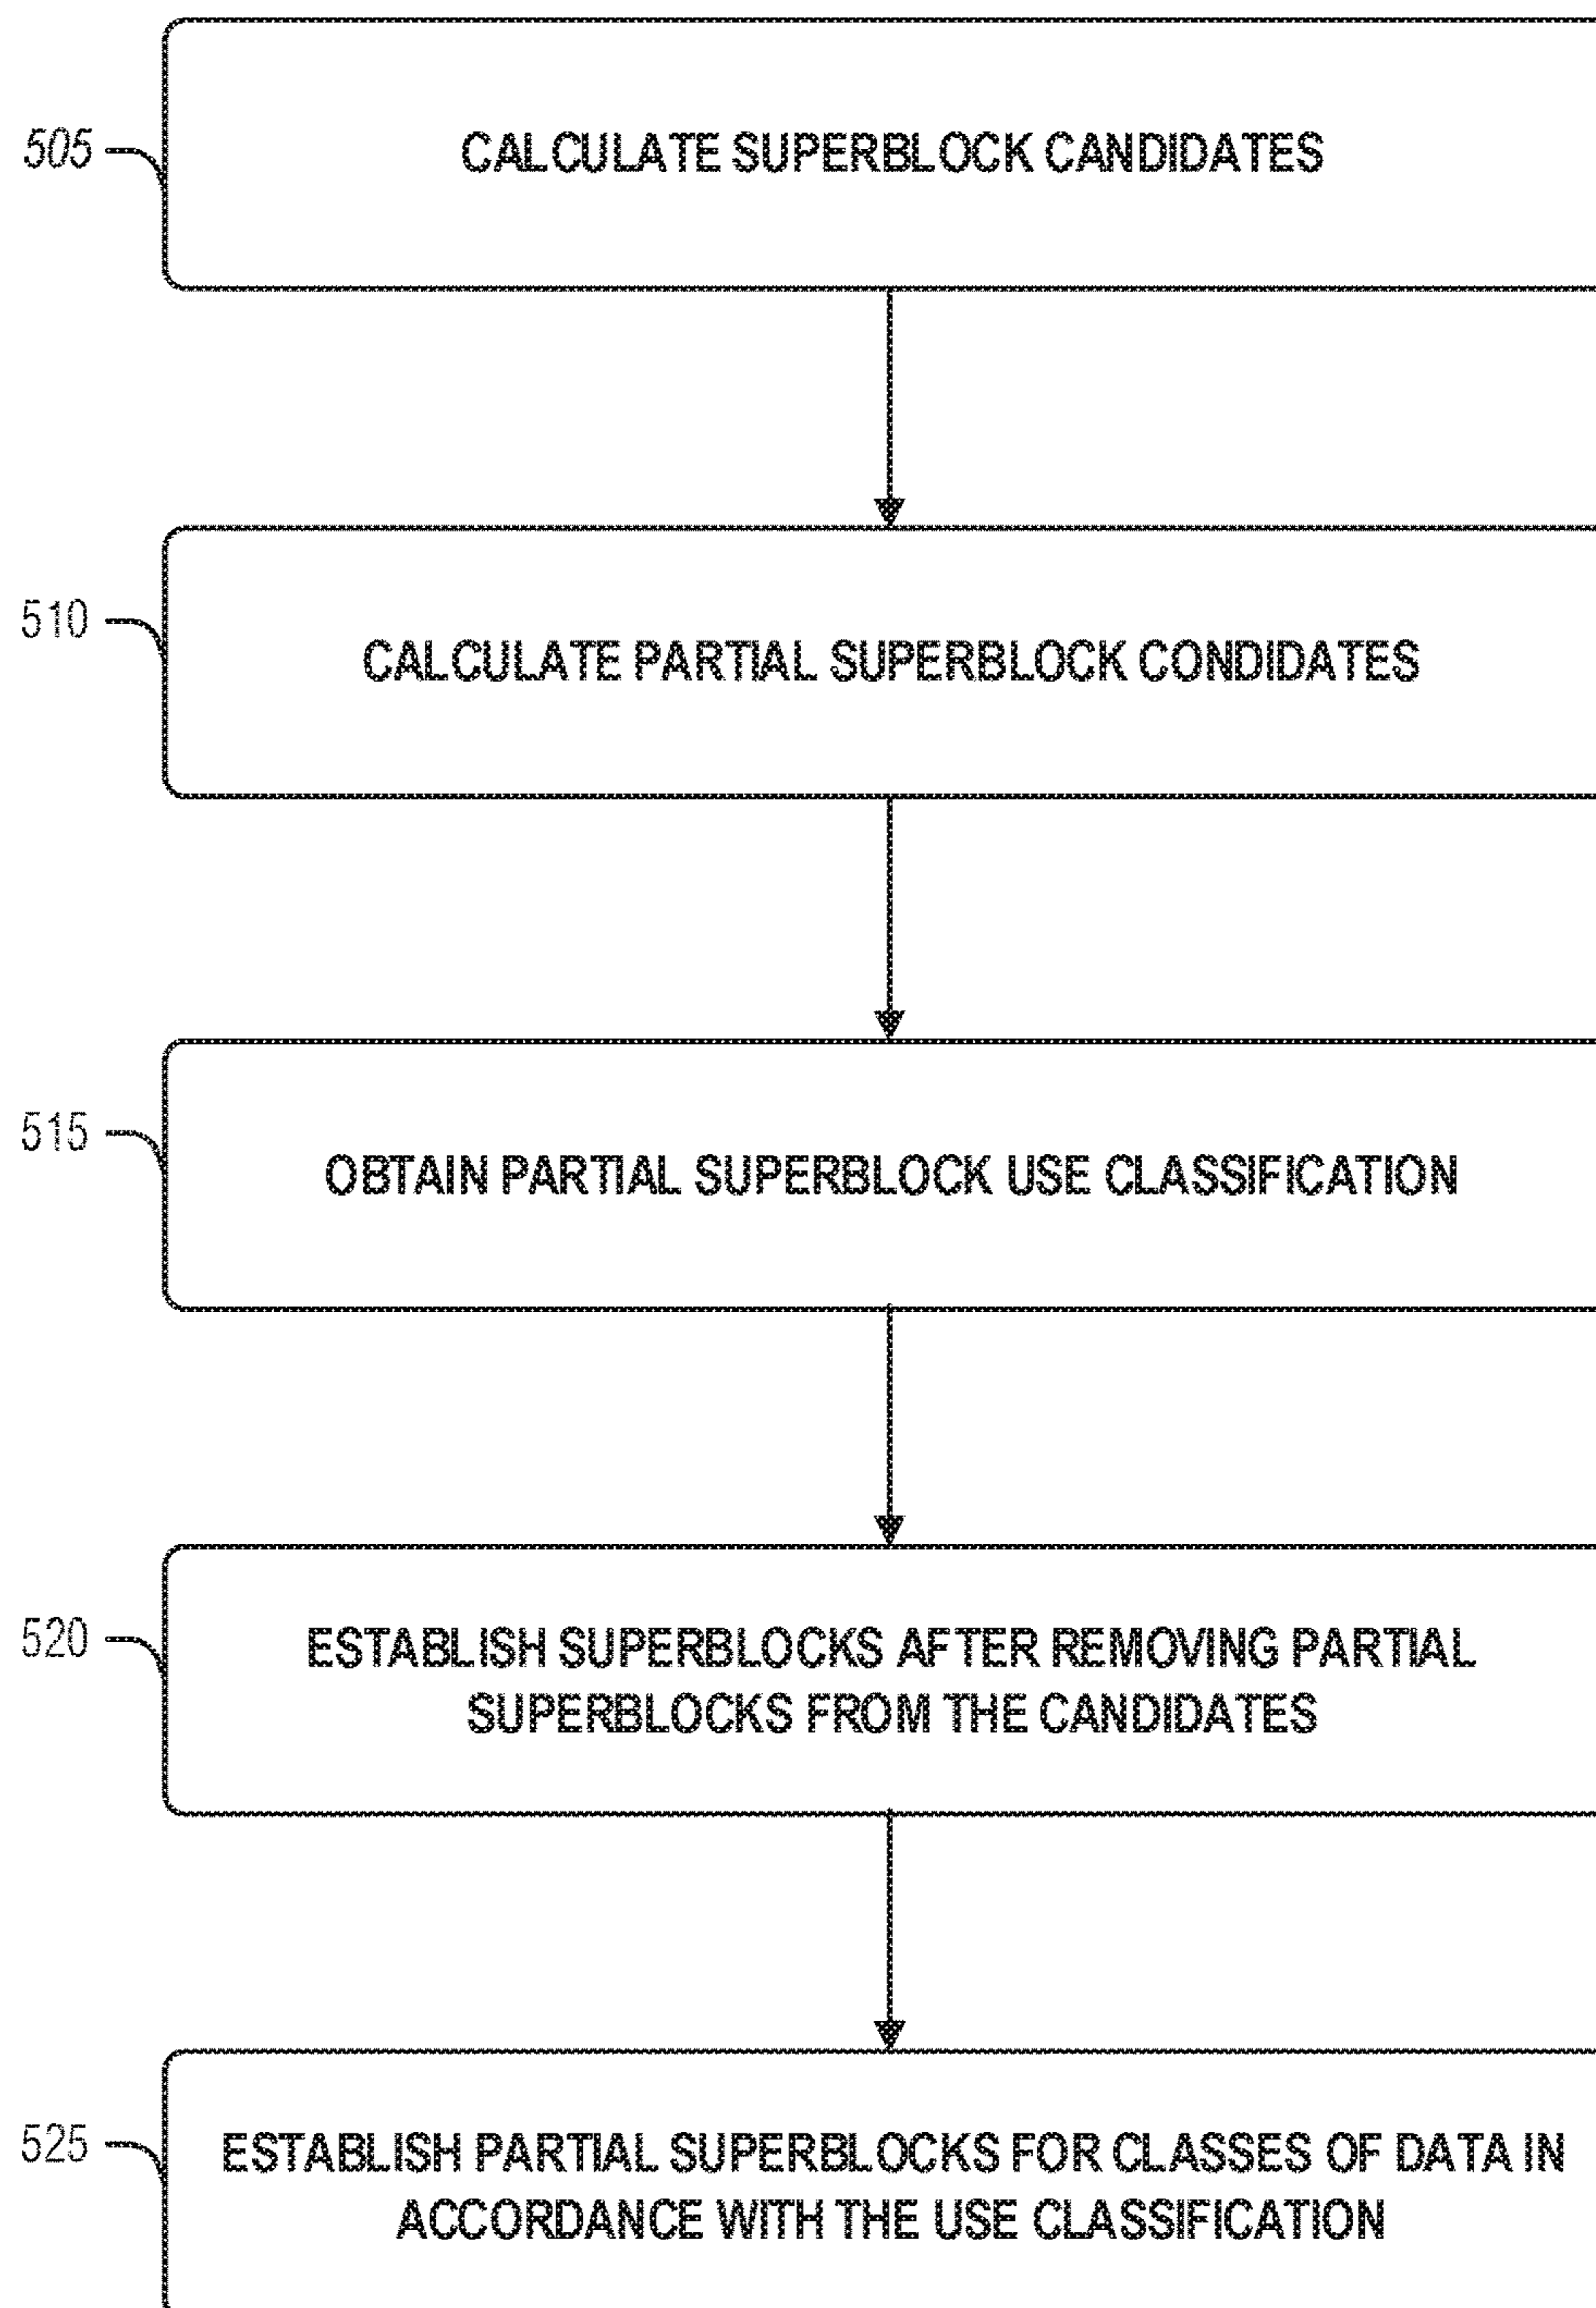 505
CALCULATE SUPERBLOCK CANDIDATES
510
CALCULATE PARTIAL SUPERBLOCK CONDIDATES
515
OBTAIN PARTIAL SUPERBLOCK USE CLASSIFICATION
520
ESTABLISH SUPERBLOCKS AFTER REMOVING PARTIAL
SUPERBLOCKS FROM THE CANDIDATES
525
ESTABLISH PARTIAL SUPERBLOCKS FOR CLASSES OF DATA IN
ACCORDANCE WITH THE USE CLASSIFICATION